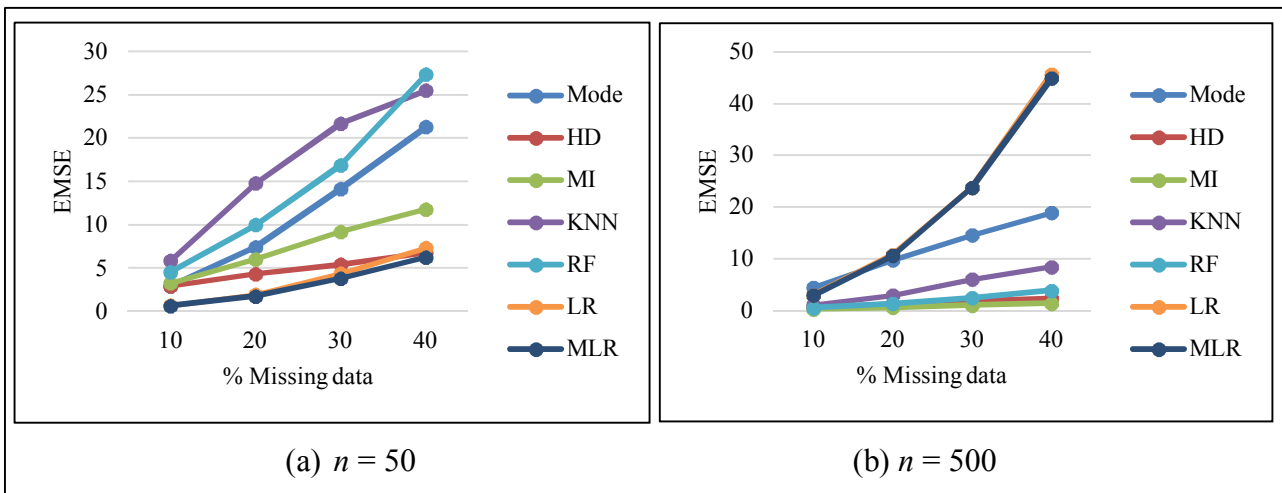 30
25
20
15
10
5
0
EMSE
10 20 30 40
% Missing data
Mode
HD
MI
KNN
RF
LR
MLR
(a) n = 50
50
40
30
20
10
0
EMSE
10 20 30 40
% Missing data
Mode
HD
MI
KNN
RF
LR
MLR
(b) n = 500